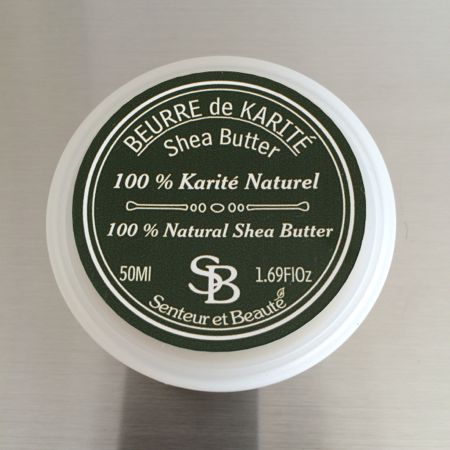 BEURRE de KARITÉ
Shea Butter
100 % Karité Naturel
100 % Natural Shea Butter
50Ml 1.69FlOz
SB
Senteur et Beauté